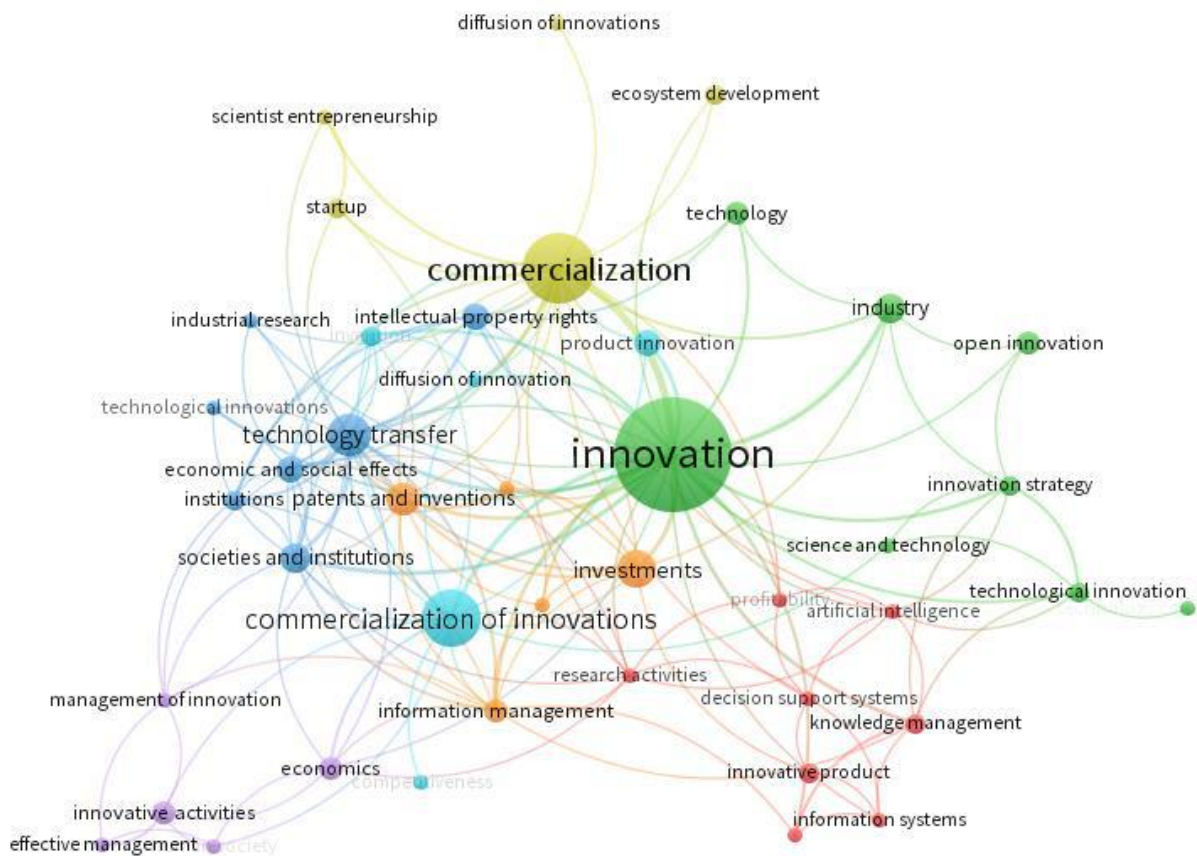 diffusion of innovations
ecosystem development
scientist entrepreneurship
startup
technology
commercialization
industry
industrial research
intellectual property rights
invention
product innovation
open innovation
diffusion of innovation
technological innovations
technology transfer
innovation
economic and social effects
institutions
patents and inventions
innovation strategy
science and technology
societies and institutions
investments
technological innovation
profitability
artificial intelligence
commercialization of innovations
research activities
decision support systems
management of innovation
information management
knowledge management
economics
competitiveness
innovative product
innovative activities
information systems
effective management
society